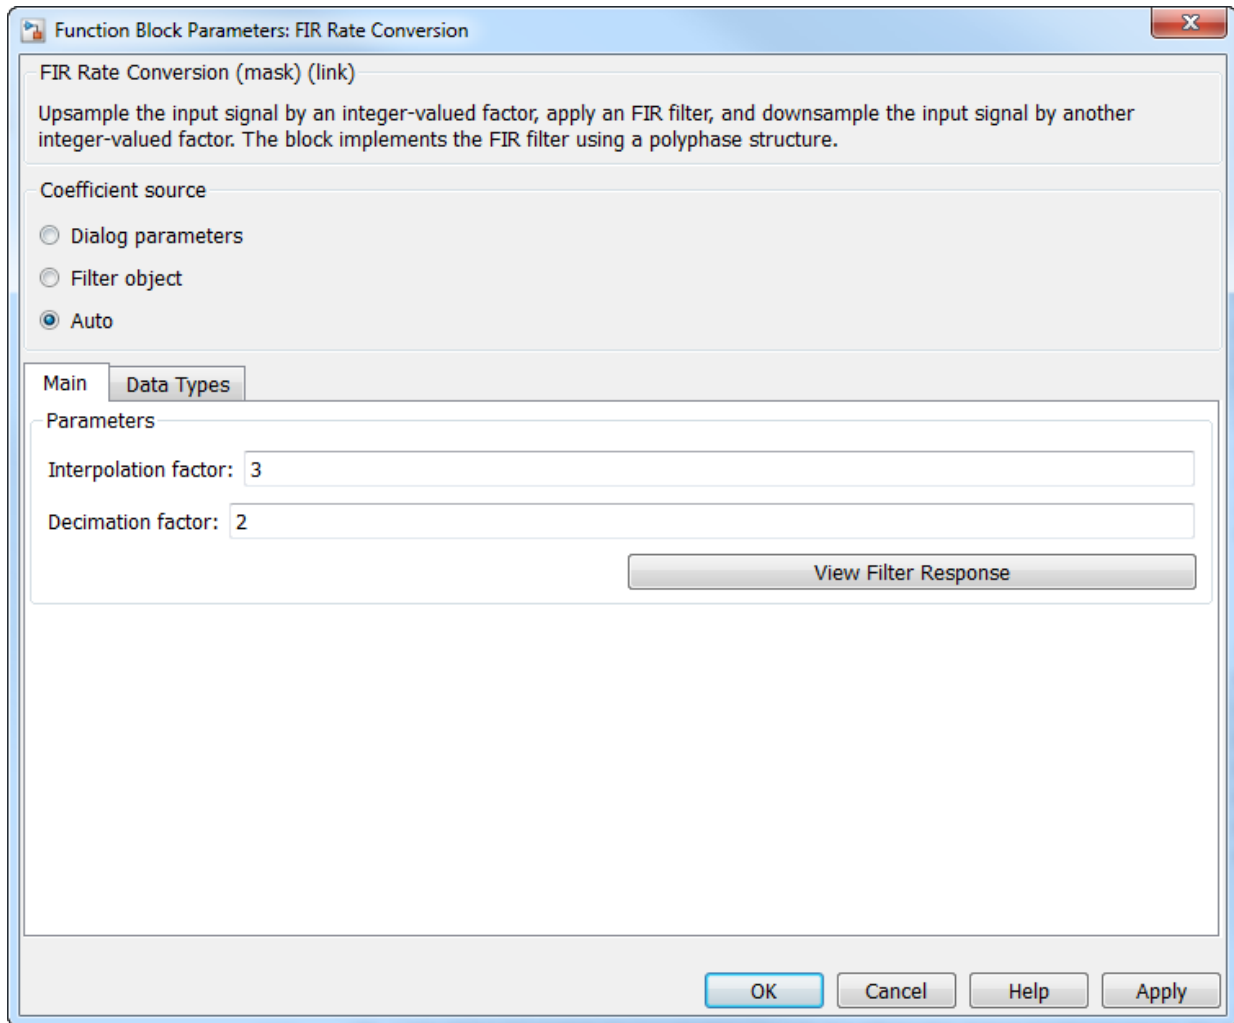 Function Block Parameters: FIR Rate Conversion
FIR Rate Conversion (mask) (link)
Upsample the input signal by an integer-valued factor, apply an FIR filter, and downsample the input signal by another
integer-valued factor. The block implements the FIR filter using a polyphase structure.
Coefficient source
Dialog parameters
Filter object
Auto
Main Data Types
Parameters
Interpolation factor: 3
Decimation factor: 2
View Filter Response
OK Cancel Help Apply